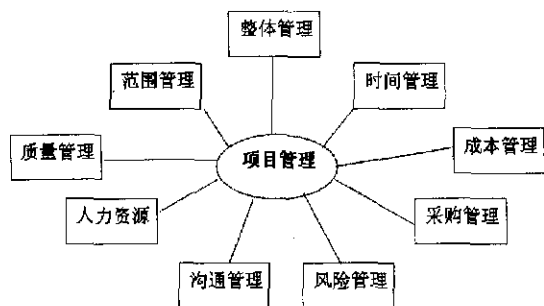 整体管理
范围管理
时间管理
质量管理
项目管理
成本管理
人力资源
采购管理
沟通管理
风险管理